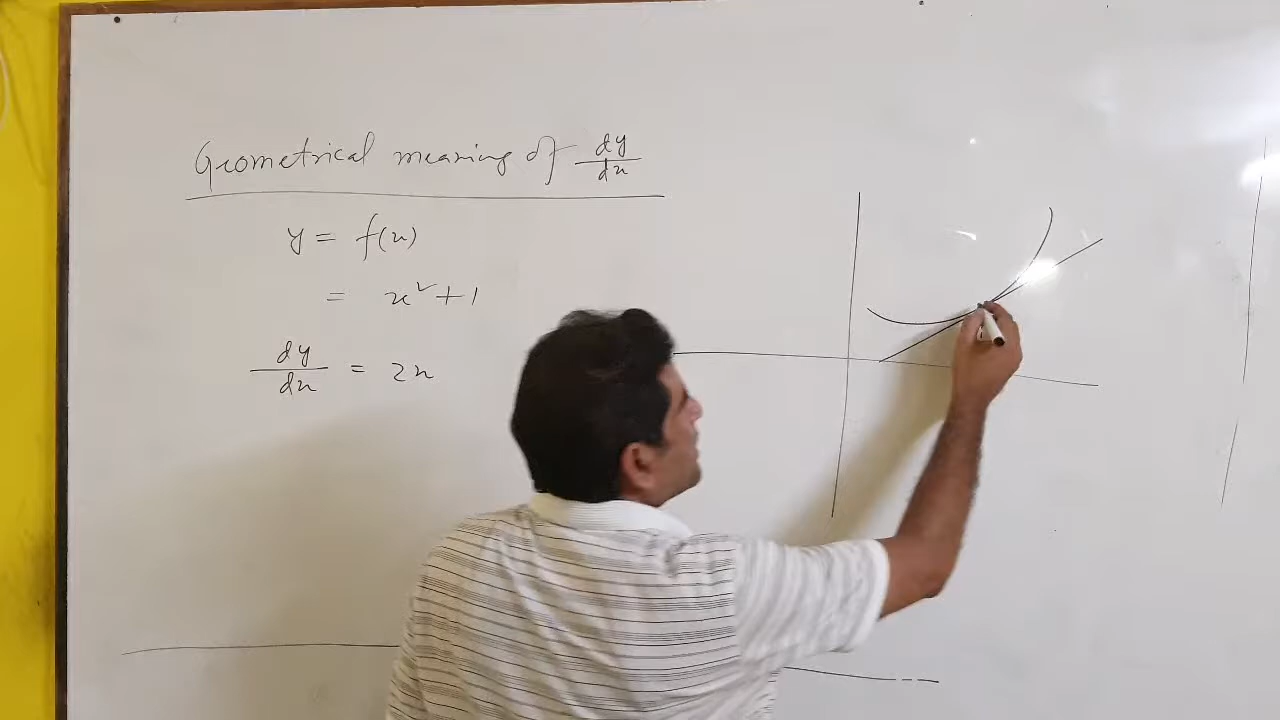 Geometrical meaning of dy/dx
y = f(x)
= x² + 1
dy/dx = 2x